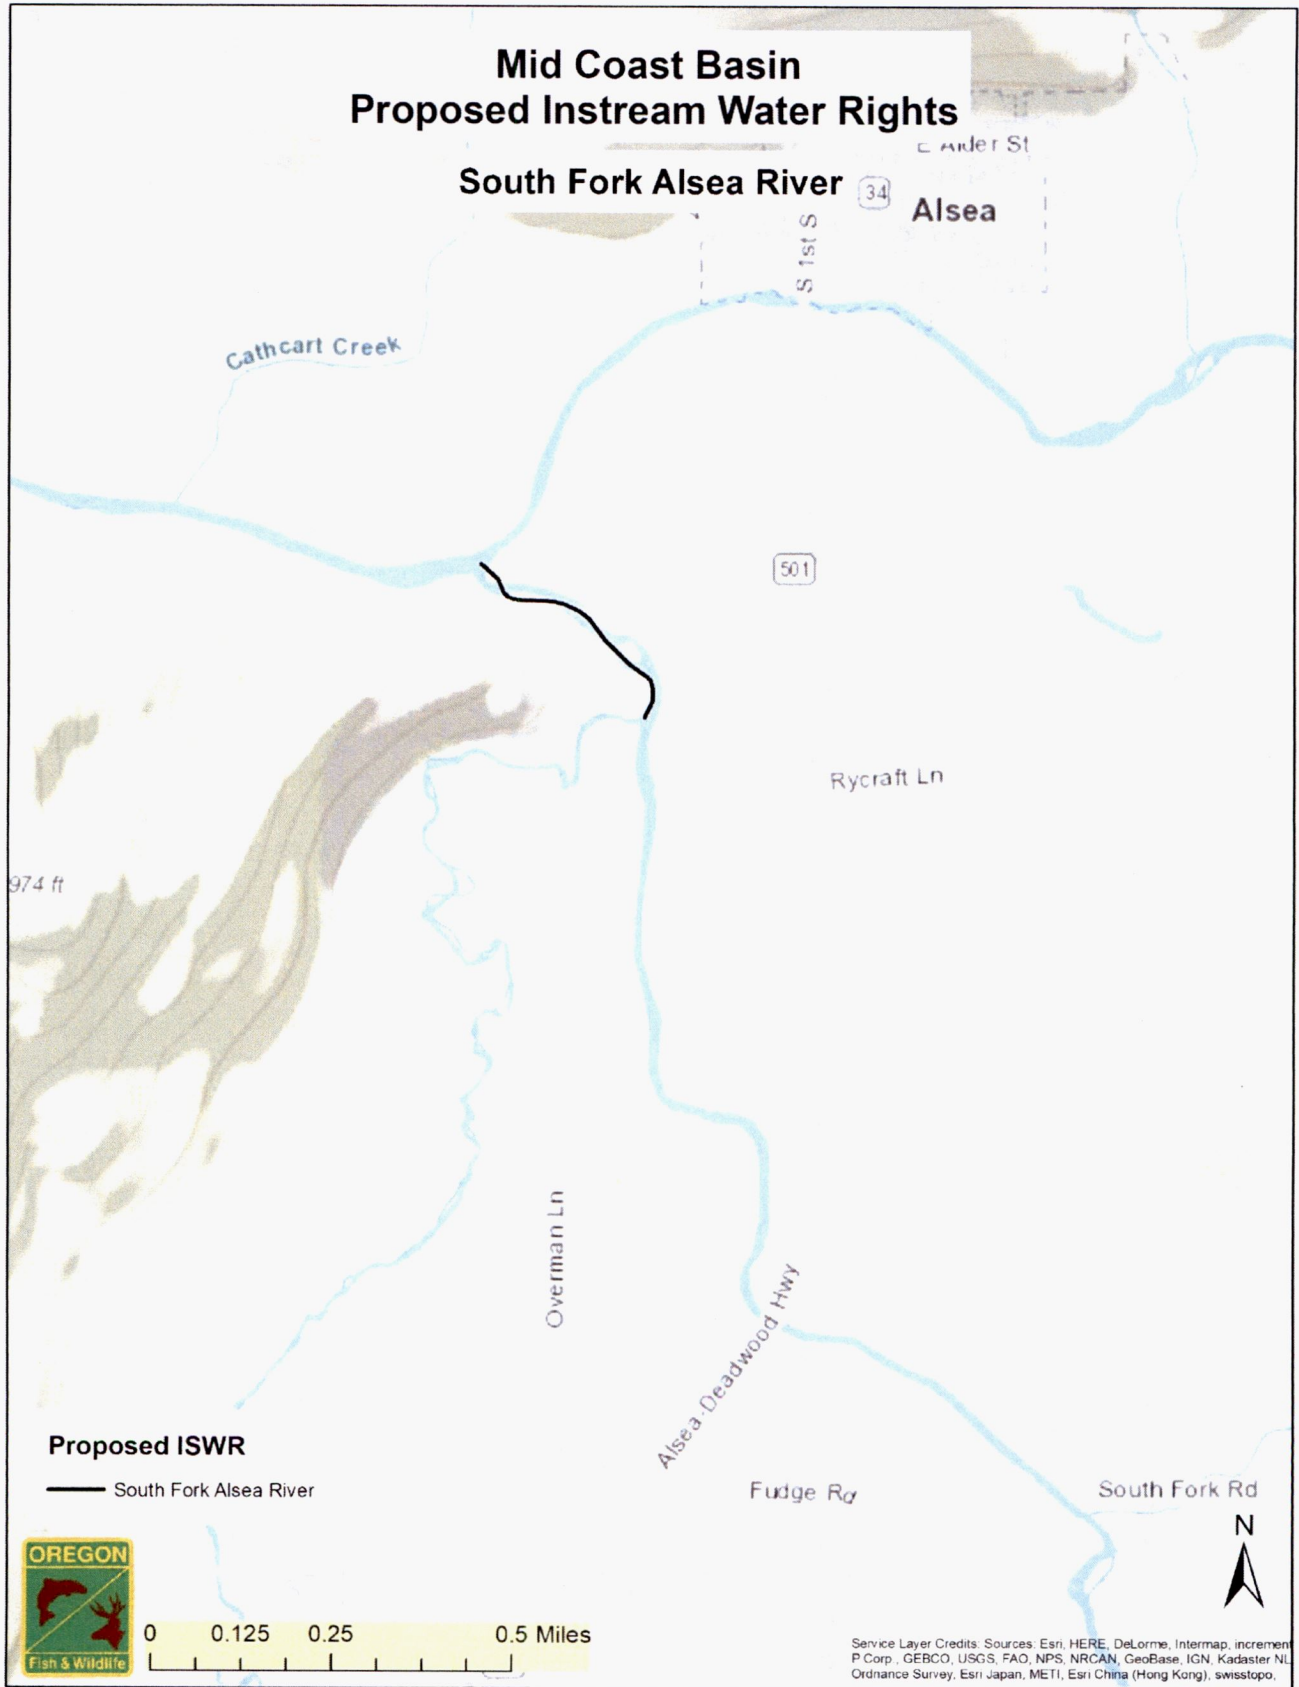 Mid Coast Basin
Proposed Instream Water Rights
South Fork Alsea River
E Alder St
34
Alsea
S 1st S
Cathcart Creek
501
Rycraft Ln
974 ft
Overman Ln
Alsea-Deadwood Hwy
Proposed ISWR
South Fork Alsea River
Fudge Rd
South Fork Rd
N
OREGON
Fish & Wildlife
0 0.125 0.25 0.5 Miles
Service Layer Credits: Sources: Esri, HERE, DeLorme, Intermap, increment
P Corp., GEBCO, USGS, FAO, NPS, NRCAN, GeoBase, IGN, Kadaster NL,
Ordnance Survey, Esri Japan, METI, Esri China (Hong Kong), swisstopo,